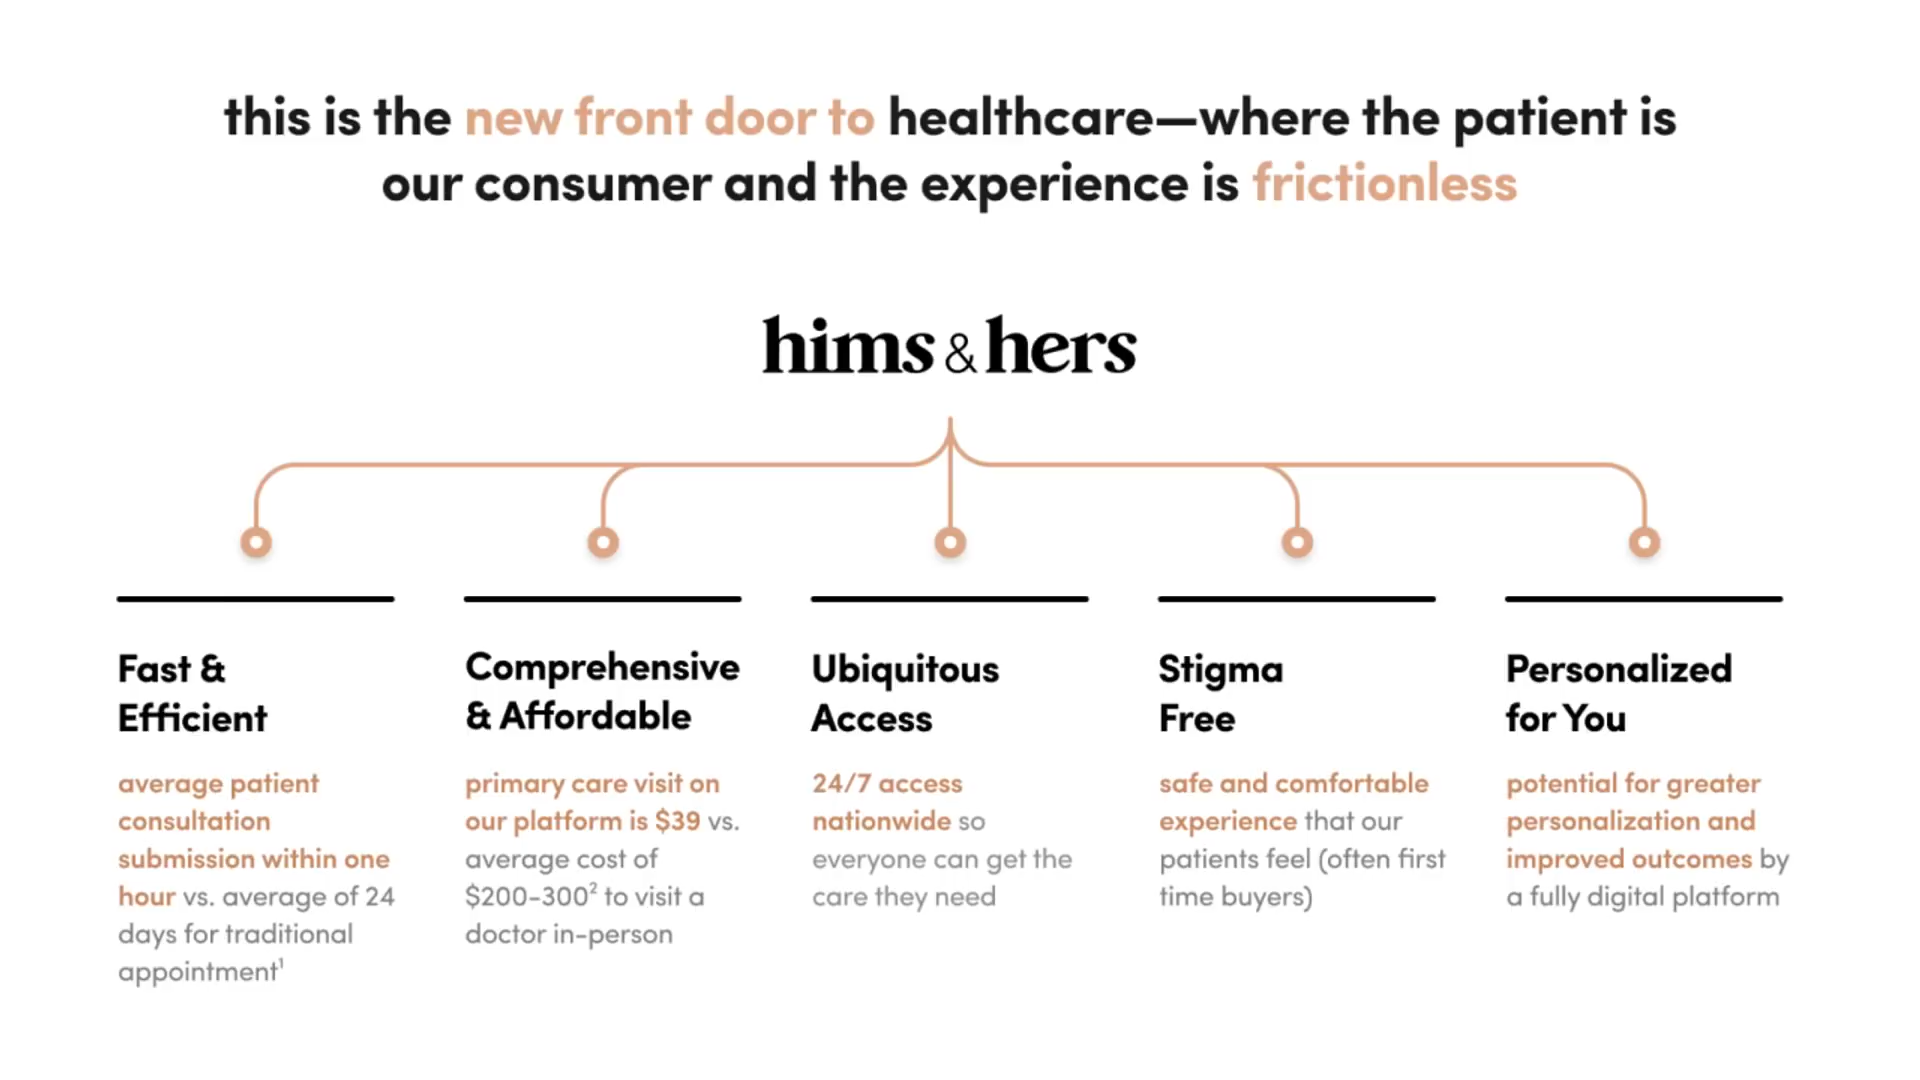 this is the new front door to healthcare—where the patient is
our consumer and the experience is frictionless
hims & hers
Fast &
Efficient
average patient
consultation
submission within one
hour vs. average of 24
days for traditional
appointment¹
Comprehensive
& Affordable
primary care visit on
our platform is $39 vs.
average cost of
$200-300² to visit a
doctor in-person
Ubiquitous
Access
24/7 access
nationwide so
everyone can get the
care they need
Stigma
Free
safe and comfortable
experience that our
patients feel (often first
time buyers)
Personalized
for You
potential for greater
personalization and
improved outcomes by
a fully digital platform